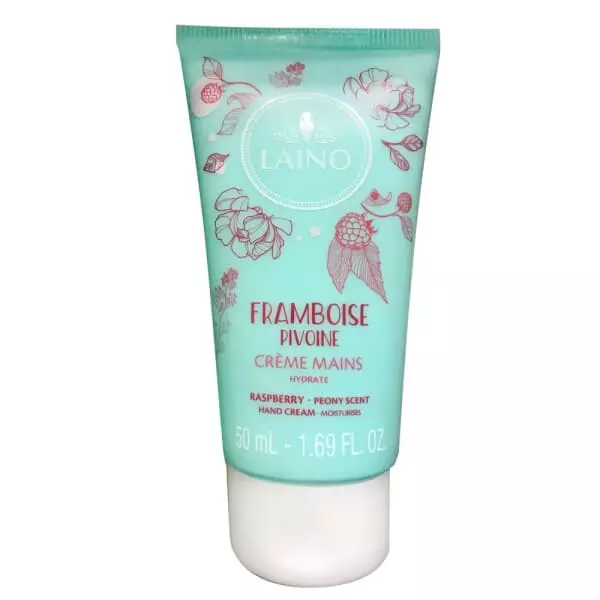 LAINO
FRAMBOISE
PIVOINE
CRÈME MAINS
HYDRATE
RASPBERRY - PEONY SCENT
HAND CREAM - MOISTURISES
50 mL - 1.69 FL. OZ.